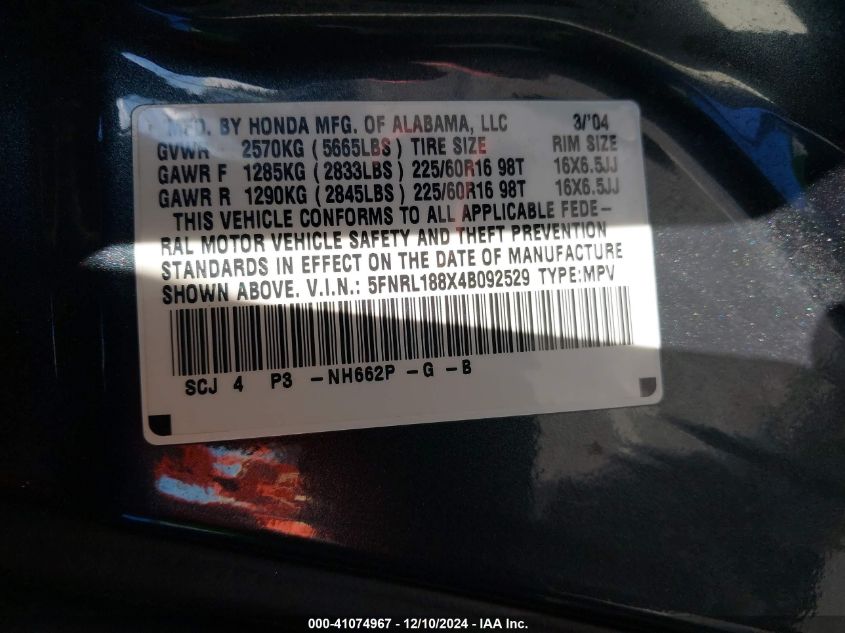 MFD. BY HONDA MFG. OF ALABAMA, LLC 3/'04
GVWR 2570KG (5665LBS) TIRE SIZE RIM SIZE
GAWR F 1285KG (2833LBS) 225/60R16 98T 16X6.5JJ
GAWR R 1290KG (2845LBS) 225/60R16 98T 16X6.5JJ
THIS VEHICLE CONFORMS TO ALL APPLICABLE FEDE-
RAL MOTOR VEHICLE SAFETY AND THEFT PREVENTION
STANDARDS IN EFFECT ON THE DATE OF MANUFACTURE
SHOWN ABOVE. V.I.N.: 5FNRL188X4B092529 TYPE:MPV
SCJ 4 P3 -NH662P -G -B
000-41074967 - 12/10/2024 - IAA Inc.